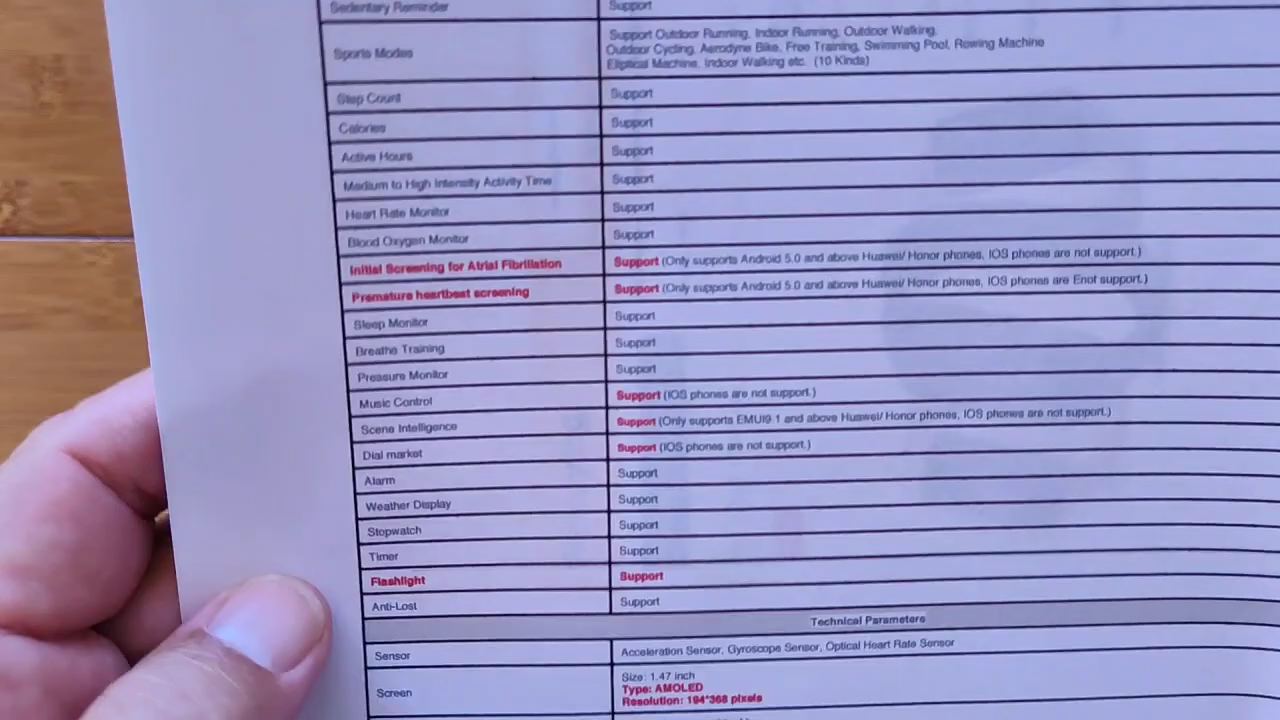 Sedentary Reminder Support
Sports Modes
Support Outdoor Running, Indoor Running, Outdoor Walking,
Outdoor Cycling, Aerodyne Bike, Free Training, Swimming Pool, Rowing Machine
Eliptical Machine, Indoor Walking etc. (10 Kinds)
Step Count Support
Calories Support
Active Hours Support
Medium to High Intensity Activity Time Support
Heart Rate Monitor Support
Blood Oxygen Monitor Support
Initial Screening for Atrial Fibrillation Support (Only supports Android 5.0 and above Huawei/ Honor phones, IOS phones are not support.)
Premature heartbeat screening Support (Only supports Android 5.0 and above Huawei/ Honor phones, IOS phones are Enot support.)
Sleep Monitor Support
Breathe Training Support
Pressure Monitor Support
Music Control Support (IOS phones are not support.)
Scene Intelligence Support (Only supports EMUI9.1 and above Huawei/ Honor phones, IOS phones are not support.)
Dial market Support (IOS phones are not support.)
Alarm Support
Weather Display Support
Stopwatch Support
Timer Support
Flashlight Support
Anti-Lost Support
Technical Parameters
Sensor Acceleration Sensor, Gyroscope Sensor, Optical Heart Rate Sensor
Screen
Size: 1.47 inch
Type: AMOLED
Resolution: 194*368 pixels